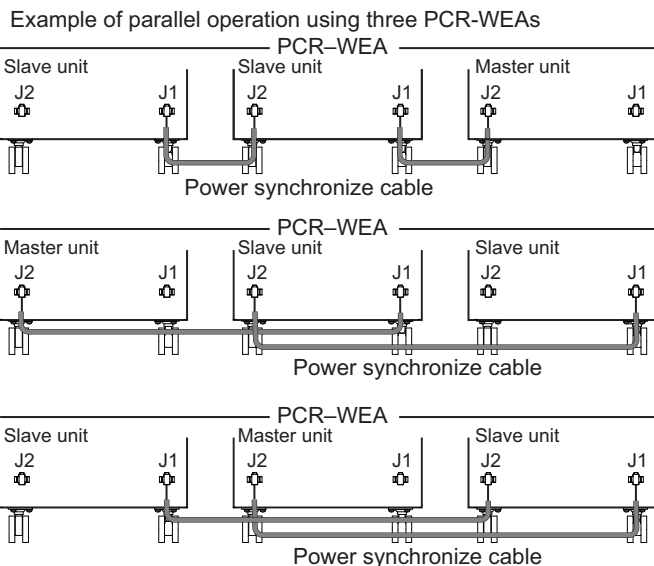 Example of parallel operation using three PCR-WEAs
PCR–WEA
Slave unit Slave unit Master unit
J2 J1 J2 J1 J2 J1
Power synchronize cable
PCR–WEA
Master unit Slave unit Slave unit
J2 J1 J2 J1 J2 J1
Power synchronize cable
PCR–WEA
Slave unit Master unit Slave unit
J2 J1 J2 J1 J2 J1
Power synchronize cable